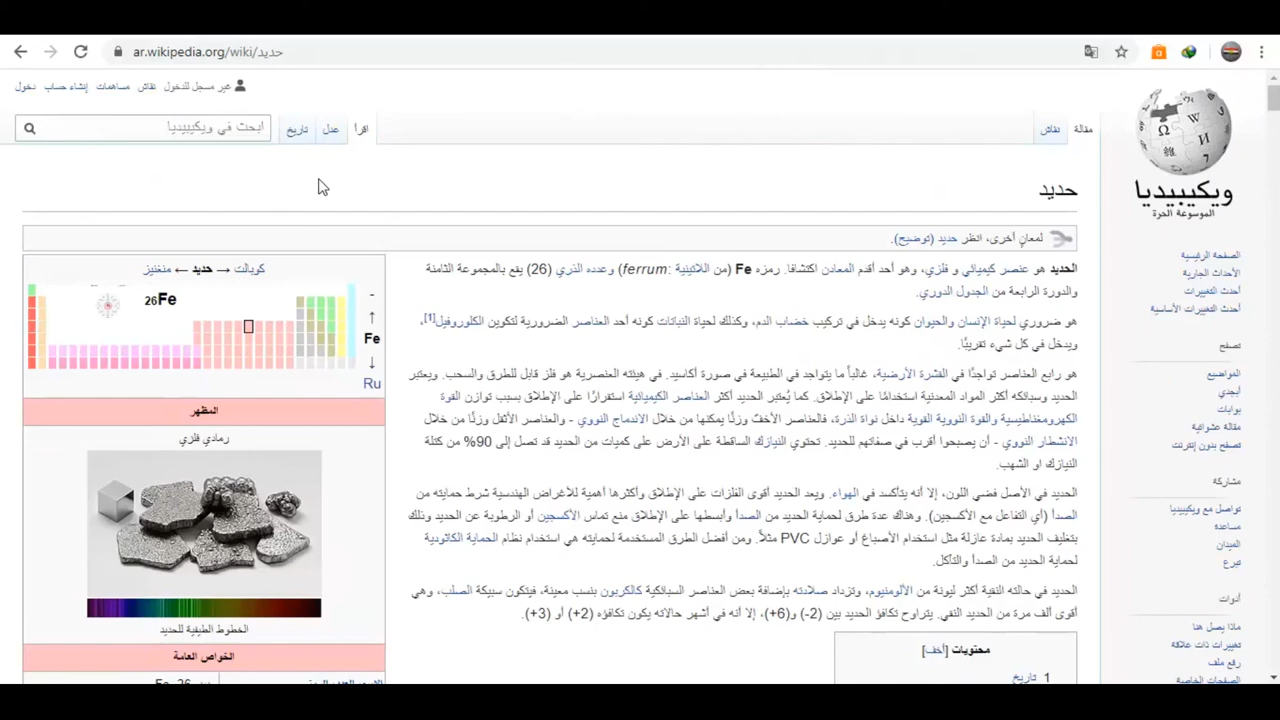 ar.wikipedia.org/wiki/حديد
غير مسجل للدخول نقاش مساهمات إنشاء حساب دخول
مقالة نقاش
اقرأ عدل تاريخ
ابحث في ويكيبيديا
ويكيبيديا
الموسوعة الحرة
حديد
لمعانٍ أخرى، انظر حديد (توضيح).
الحديد هو عنصر كيميائي و فلزي، وهو أحد أقدم المعادن اكتشافا. رمزه Fe (من اللاتينية :ferrum) وعدده الذري (26) يقع بالمجموعة الثامنة
والدورة الرابعة من الجدول الدوري.
هو ضروري لحياة الإنسان والحيوان كونه يدخل في تركيب خضاب الدم، وكذلك لحياة النباتات كونه أحد العناصر الضرورية لتكوين الكلوروفيل[1]،
ويدخل في كل شيء تقريبًا.
هو رابع العناصر تواجدًا في القشرة الأرضية، غالباً ما يتواجد في الطبيعة في صورة أكاسيد. في هيئته العنصرية هو فلز قابل للطرق والسحب. ويعتبر
الحديد وسبائكه أكثر المواد المعدنية استخدامًا على الإطلاق. كما يُعتبر الحديد أكثر العناصر الكيميائية استقرارًا على الإطلاق بسبب توازن القوة
الكهرومغناطيسية والقوة النووية القوية داخل نواة الذرة، فالعناصر الأخف وزنًا يمكنها من خلال الاندماج النووي - والعناصر الأثقل وزنًا من خلال
الانشطار النووي - أن يصبحوا أقرب في صفاتهم للحديد. تحتوي النيازك الساقطة على الأرض على كميات من الحديد قد تصل إلى 90% من كتلة
النيازك او الشهب.
الحديد في الأصل فضي اللون، إلا أنه يتأكسد في الهواء. ويعد الحديد أقوى الفلزات على الإطلاق وأكثرها أهمية للأغراض الهندسية شرط حمايته من
الصدأ (أي التفاعل مع الأكسجين). وهناك عدة طرق لحماية الحديد من الصدأ وأبسطها على الإطلاق منع تماس الأكسجين أو الرطوبة عن الحديد وذلك
بتغليف الحديد بمادة عازلة مثل استخدام الأصباغ أو عوازل PVC مثلاً. ومن أفضل الطرق المستخدمة لحمايته هي استخدام نظام الحماية الكاثودية
لحماية الحديد من الصدأ والتآكل.
الحديد في حالته النقية أكثر ليونة من الألومنيوم، وتزداد صلادته بإضافة بعض العناصر السبائكية كالكربون بنسب معينة، فيتكون سبيكة الصلب، وهي
أقوى ألف مرة من الحديد النقي. يتراوح تكافؤ الحديد بين (2-) و(6+)، إلا أنه في أشهر حالاته يكون تكافؤه (2+) أو (3+).
محتويات [أخف]
1 تاريخ
كوبالت → حديد ← منغنيز
26Fe
-
↑
Fe
↓
Ru
المظهر
رمادي فلزي
الخطوط الطيفية للحديد
الخواص العامة
الصفحة الرئيسية
الأحداث الجارية
أحدث التغييرات
أحدث التغييرات الأساسية
تصفح
المواضيع
أبجدي
بوابات
مقالة عشوائية
تصفح بدون إنترنت
مشاركة
تواصل مع ويكيبيديا
مساعدة
الميدان
تبرع
أدوات
ماذا يصل هنا
تغييرات ذات علاقة
رفع ملف
الصفحات الخاصة